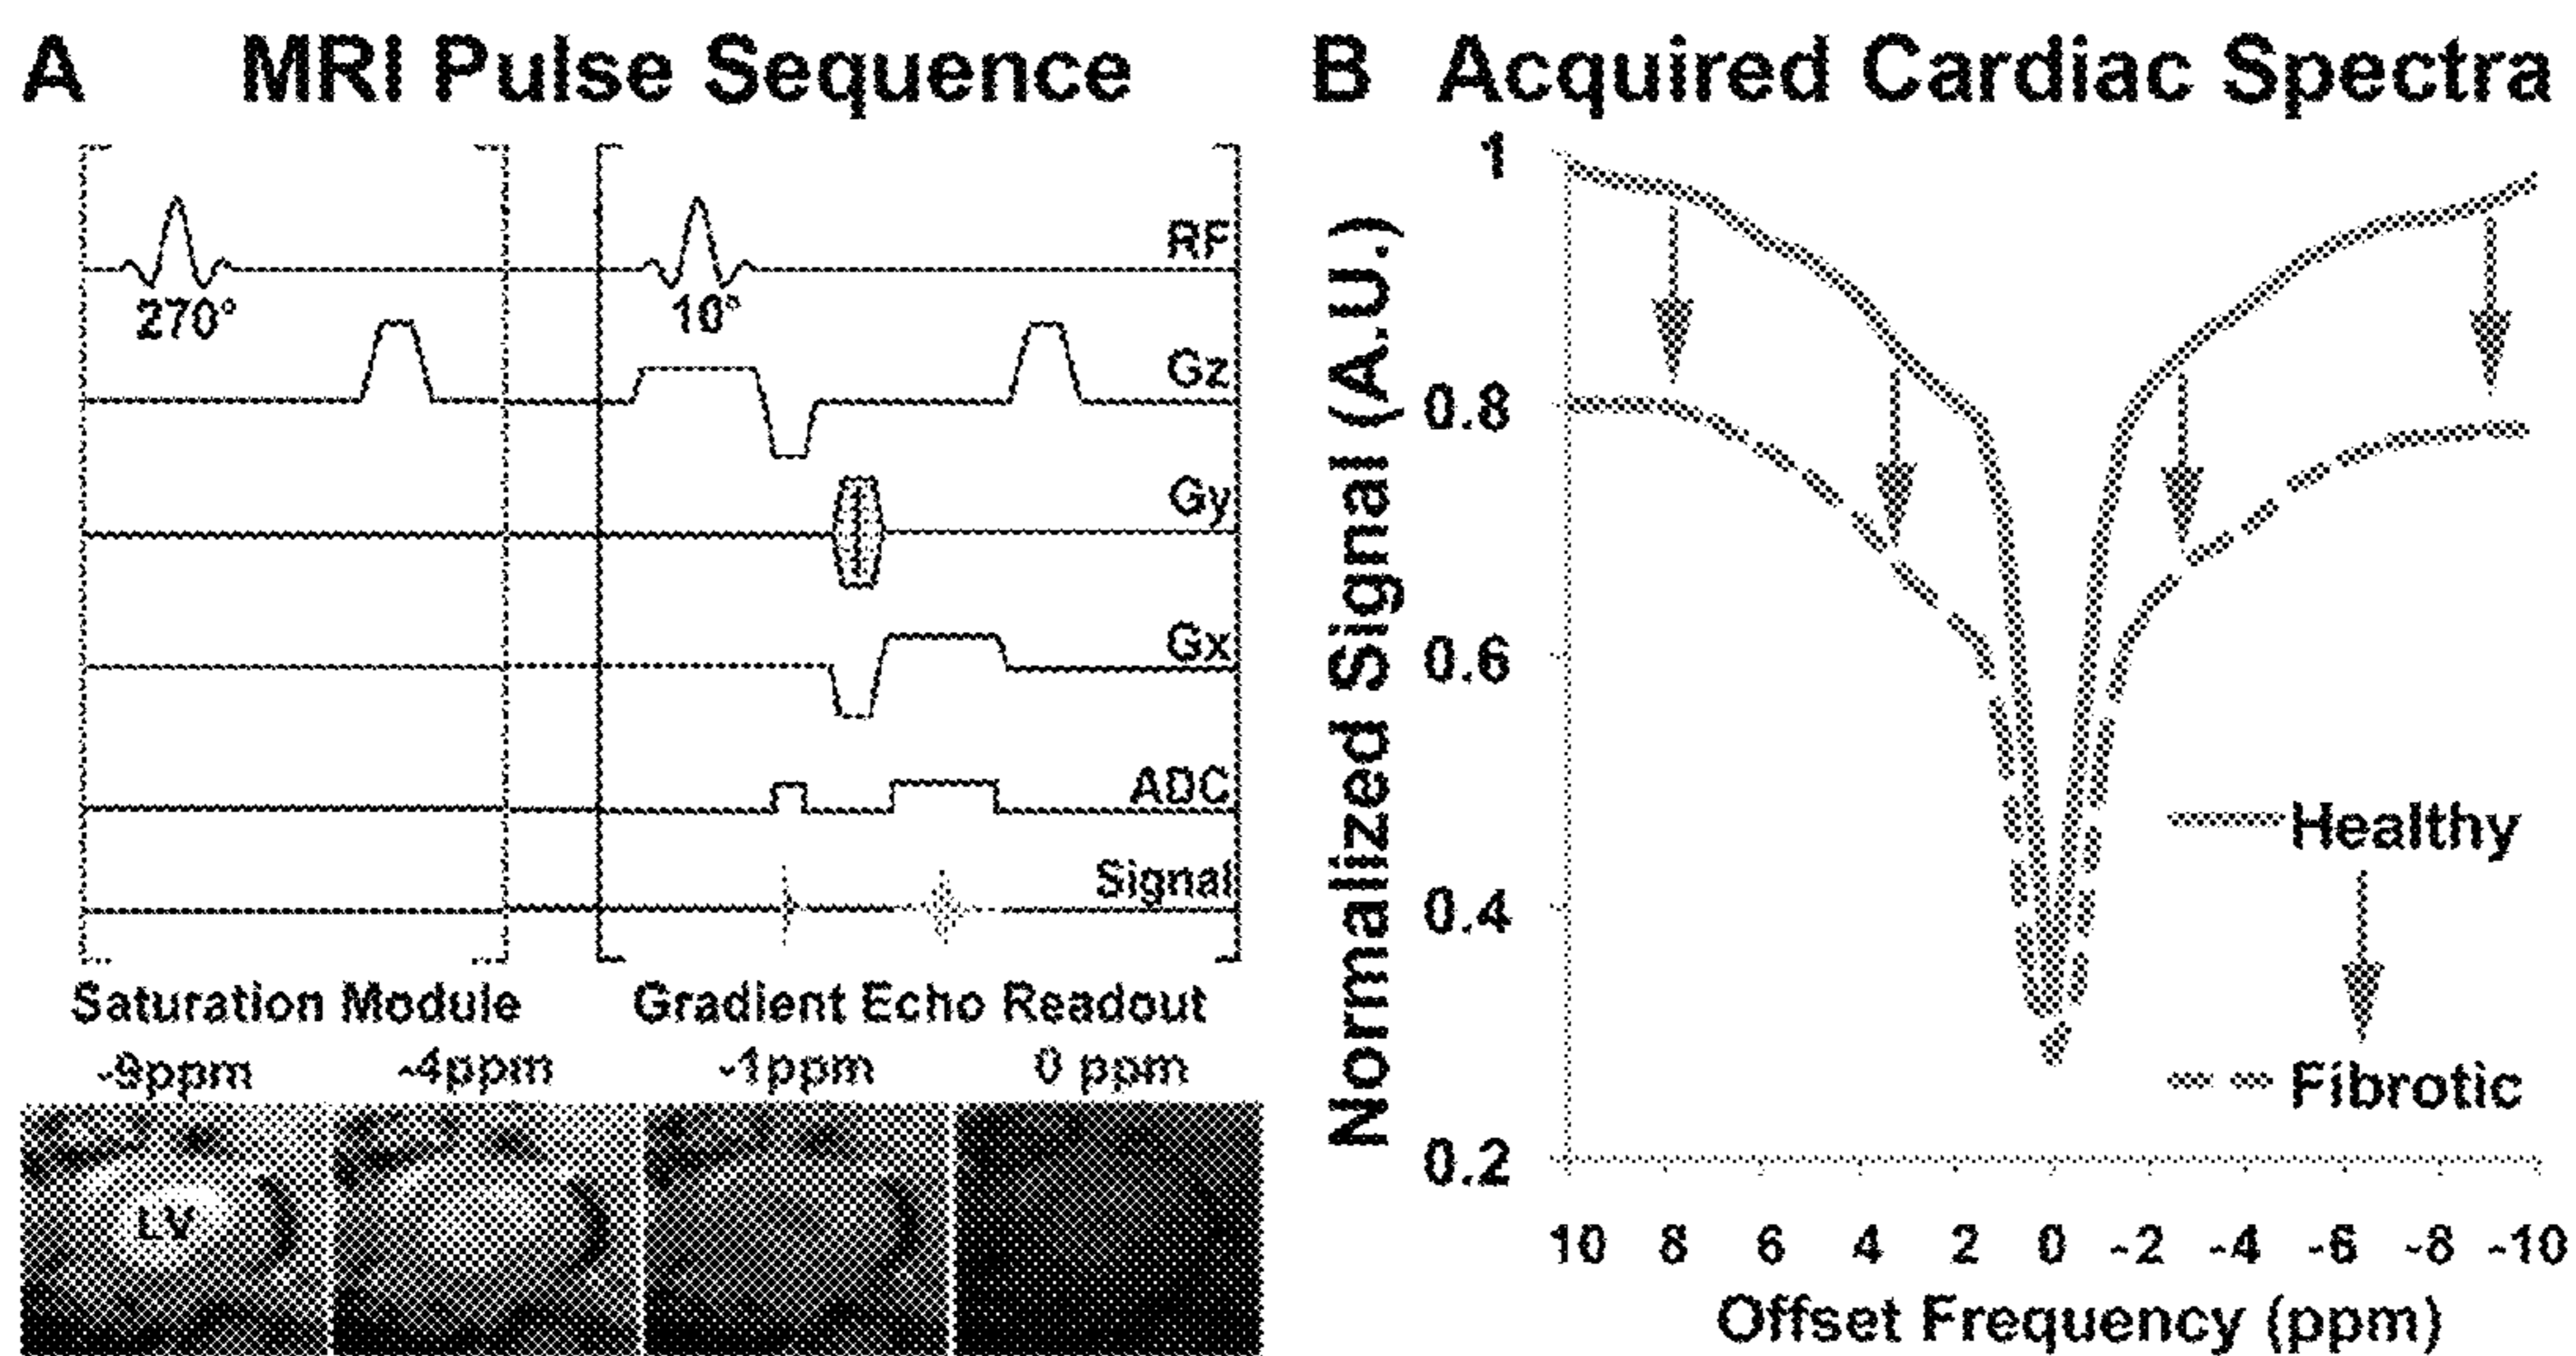 A MRI Pulse Sequence
RF
270°
10°
Gz
Gy
Gx
ADC
Signal
Saturation Module
Gradient Echo Readout
-9ppm
-4ppm
-1ppm
0 ppm
LV
B Acquired Cardiac Spectra
Normalized Signal (A.U.)
1
0.8
0.6
0.4
0.2
Healthy
Fibrotic
10 8 6 4 2 0 -2 -4 -6 -8 -10
Offset Frequency (ppm)